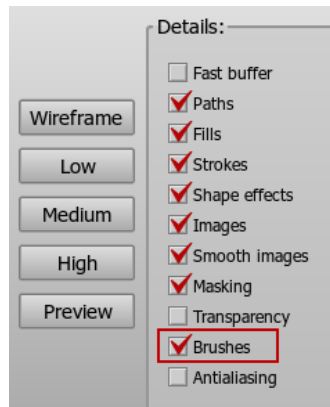 Details:
Fast buffer
Paths
Fills
Strokes
Shape effects
Images
Smooth images
Masking
Transparency
Brushes
Antialiasing
Wireframe
Low
Medium
High
Preview